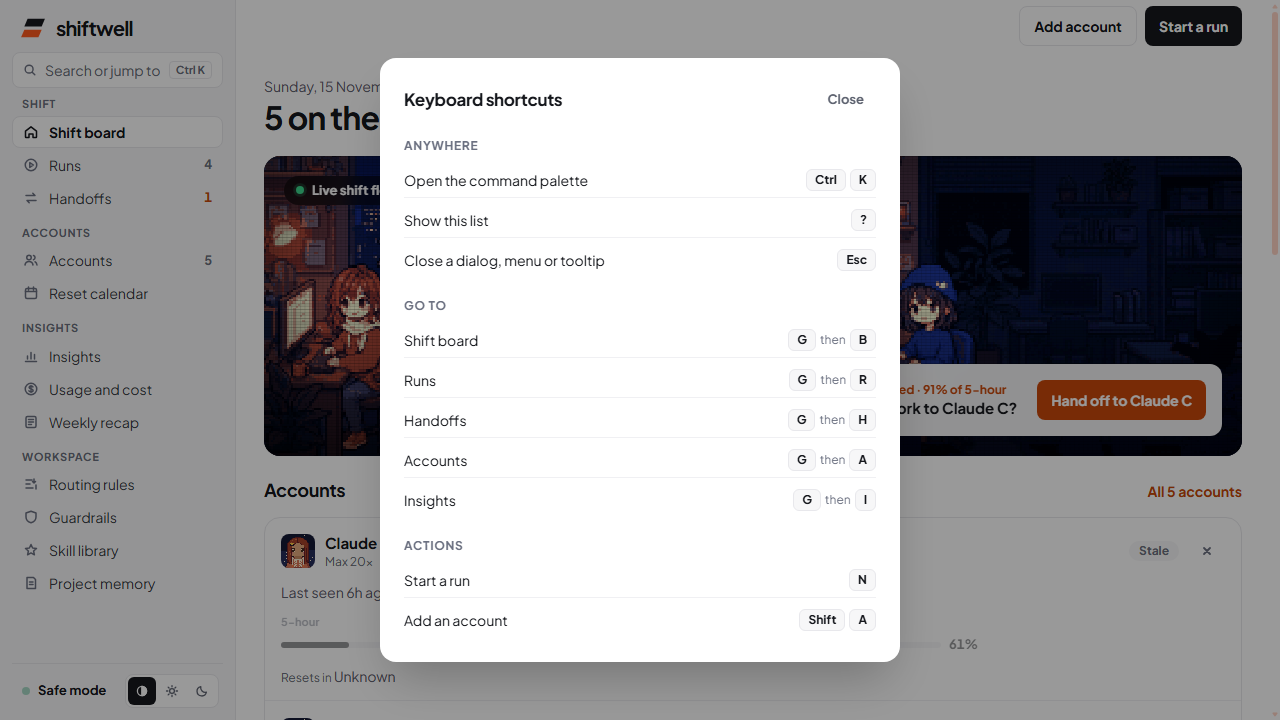 shiftwell
Add account
Start a run
Search or jump to
Ctrl K
SHIFT
Shift board
Runs
4
Handoffs
1
ACCOUNTS
Accounts
5
Reset calendar
INSIGHTS
Insights
Usage and cost
Weekly recap
WORKSPACE
Routing rules
Guardrails
Skill library
Project memory
Safe mode
Sunday, 15 Novem
5 on the
Live shift
91% of 5-hour
to Claude C?
Hand off to Claude C
Accounts
All 5 accounts
Claude
Max 20×
Stale
Last seen 6h
5-hour
61%
Resets in Unknown
Keyboard shortcuts
Close
ANYWHERE
Open the command palette
Ctrl K
Show this list
?
Close a dialog, menu or tooltip
Esc
GO TO
Shift board
G then B
Runs
G then R
Handoffs
G then H
Accounts
G then A
Insights
G then I
ACTIONS
Start a run
N
Add an account
Shift A